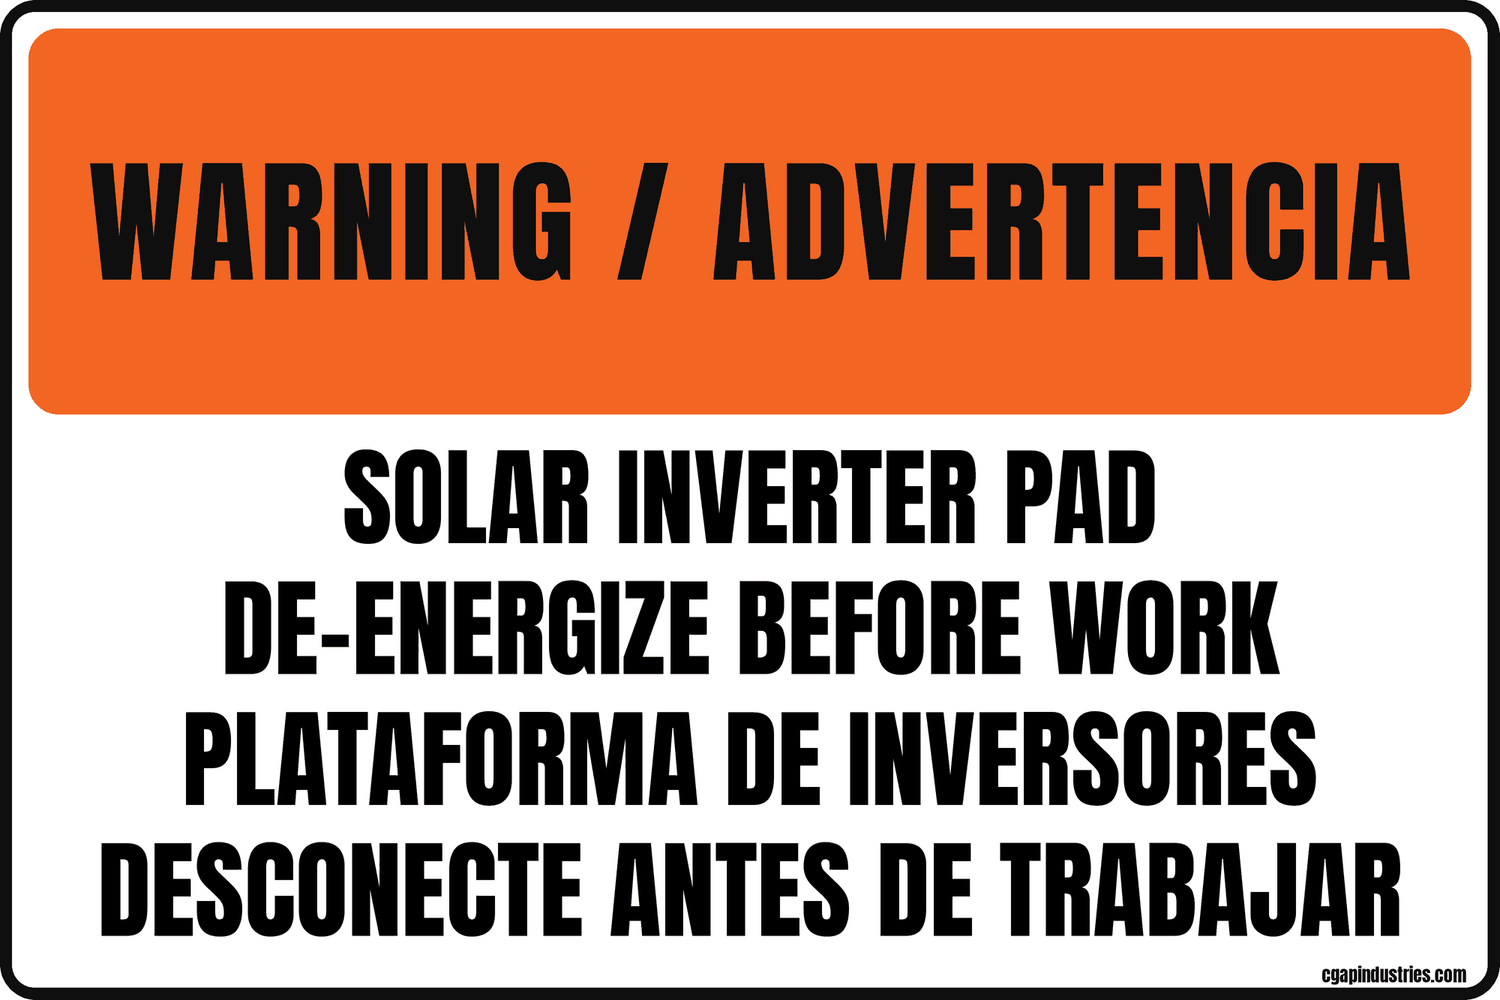 WARNING / ADVERTENCIA
SOLAR INVERTER PAD
DE-ENERGIZE BEFORE WORK
PLATAFORMA DE INVERSORES
DESCONECTE ANTES DE TRABAJAR
cgapindustries.com